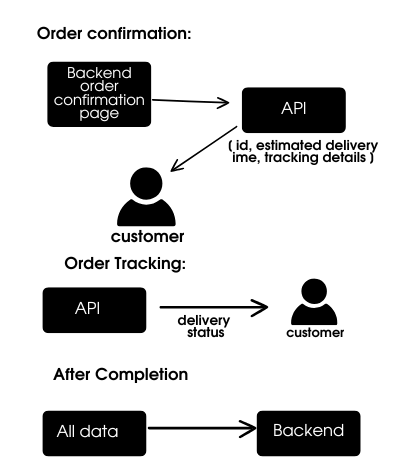 Order confirmation:
Backend
order
confirmation
page
API
( id, estimated delivery
ime, tracking details )
customer
Order Tracking:
API
delivery
status
customer
After Completion
All data
Backend